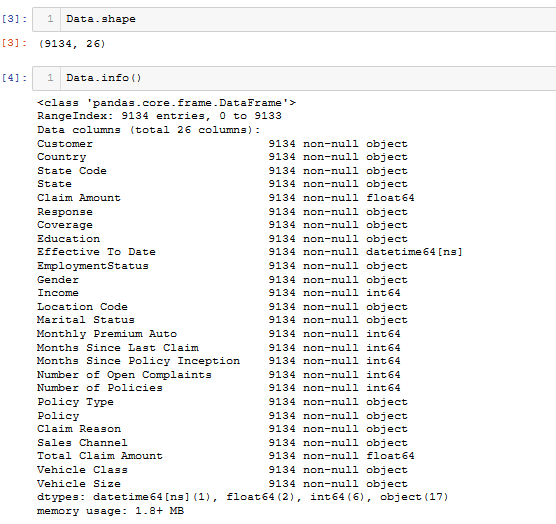 [3]: 1 Data.shape
[3]: (9134, 26)
[4]: 1 Data.info()
<class 'pandas.core.frame.DataFrame'>
RangeIndex: 9134 entries, 0 to 9133
Data columns (total 26 columns):
Customer 9134 non-null object
Country 9134 non-null object
State Code 9134 non-null object
State 9134 non-null object
Claim Amount 9134 non-null float64
Response 9134 non-null object
Coverage 9134 non-null object
Education 9134 non-null object
Effective To Date 9134 non-null datetime64[ns]
EmploymentStatus 9134 non-null object
Gender 9134 non-null object
Income 9134 non-null int64
Location Code 9134 non-null object
Marital Status 9134 non-null object
Monthly Premium Auto 9134 non-null int64
Months Since Last Claim 9134 non-null int64
Months Since Policy Inception 9134 non-null int64
Number of Open Complaints 9134 non-null int64
Number of Policies 9134 non-null int64
Policy Type 9134 non-null object
Policy 9134 non-null object
Claim Reason 9134 non-null object
Sales Channel 9134 non-null object
Total Claim Amount 9134 non-null float64
Vehicle Class 9134 non-null object
Vehicle Size 9134 non-null object
dtypes: datetime64[ns](1), float64(2), int64(6), object(17)
memory usage: 1.8+ MB